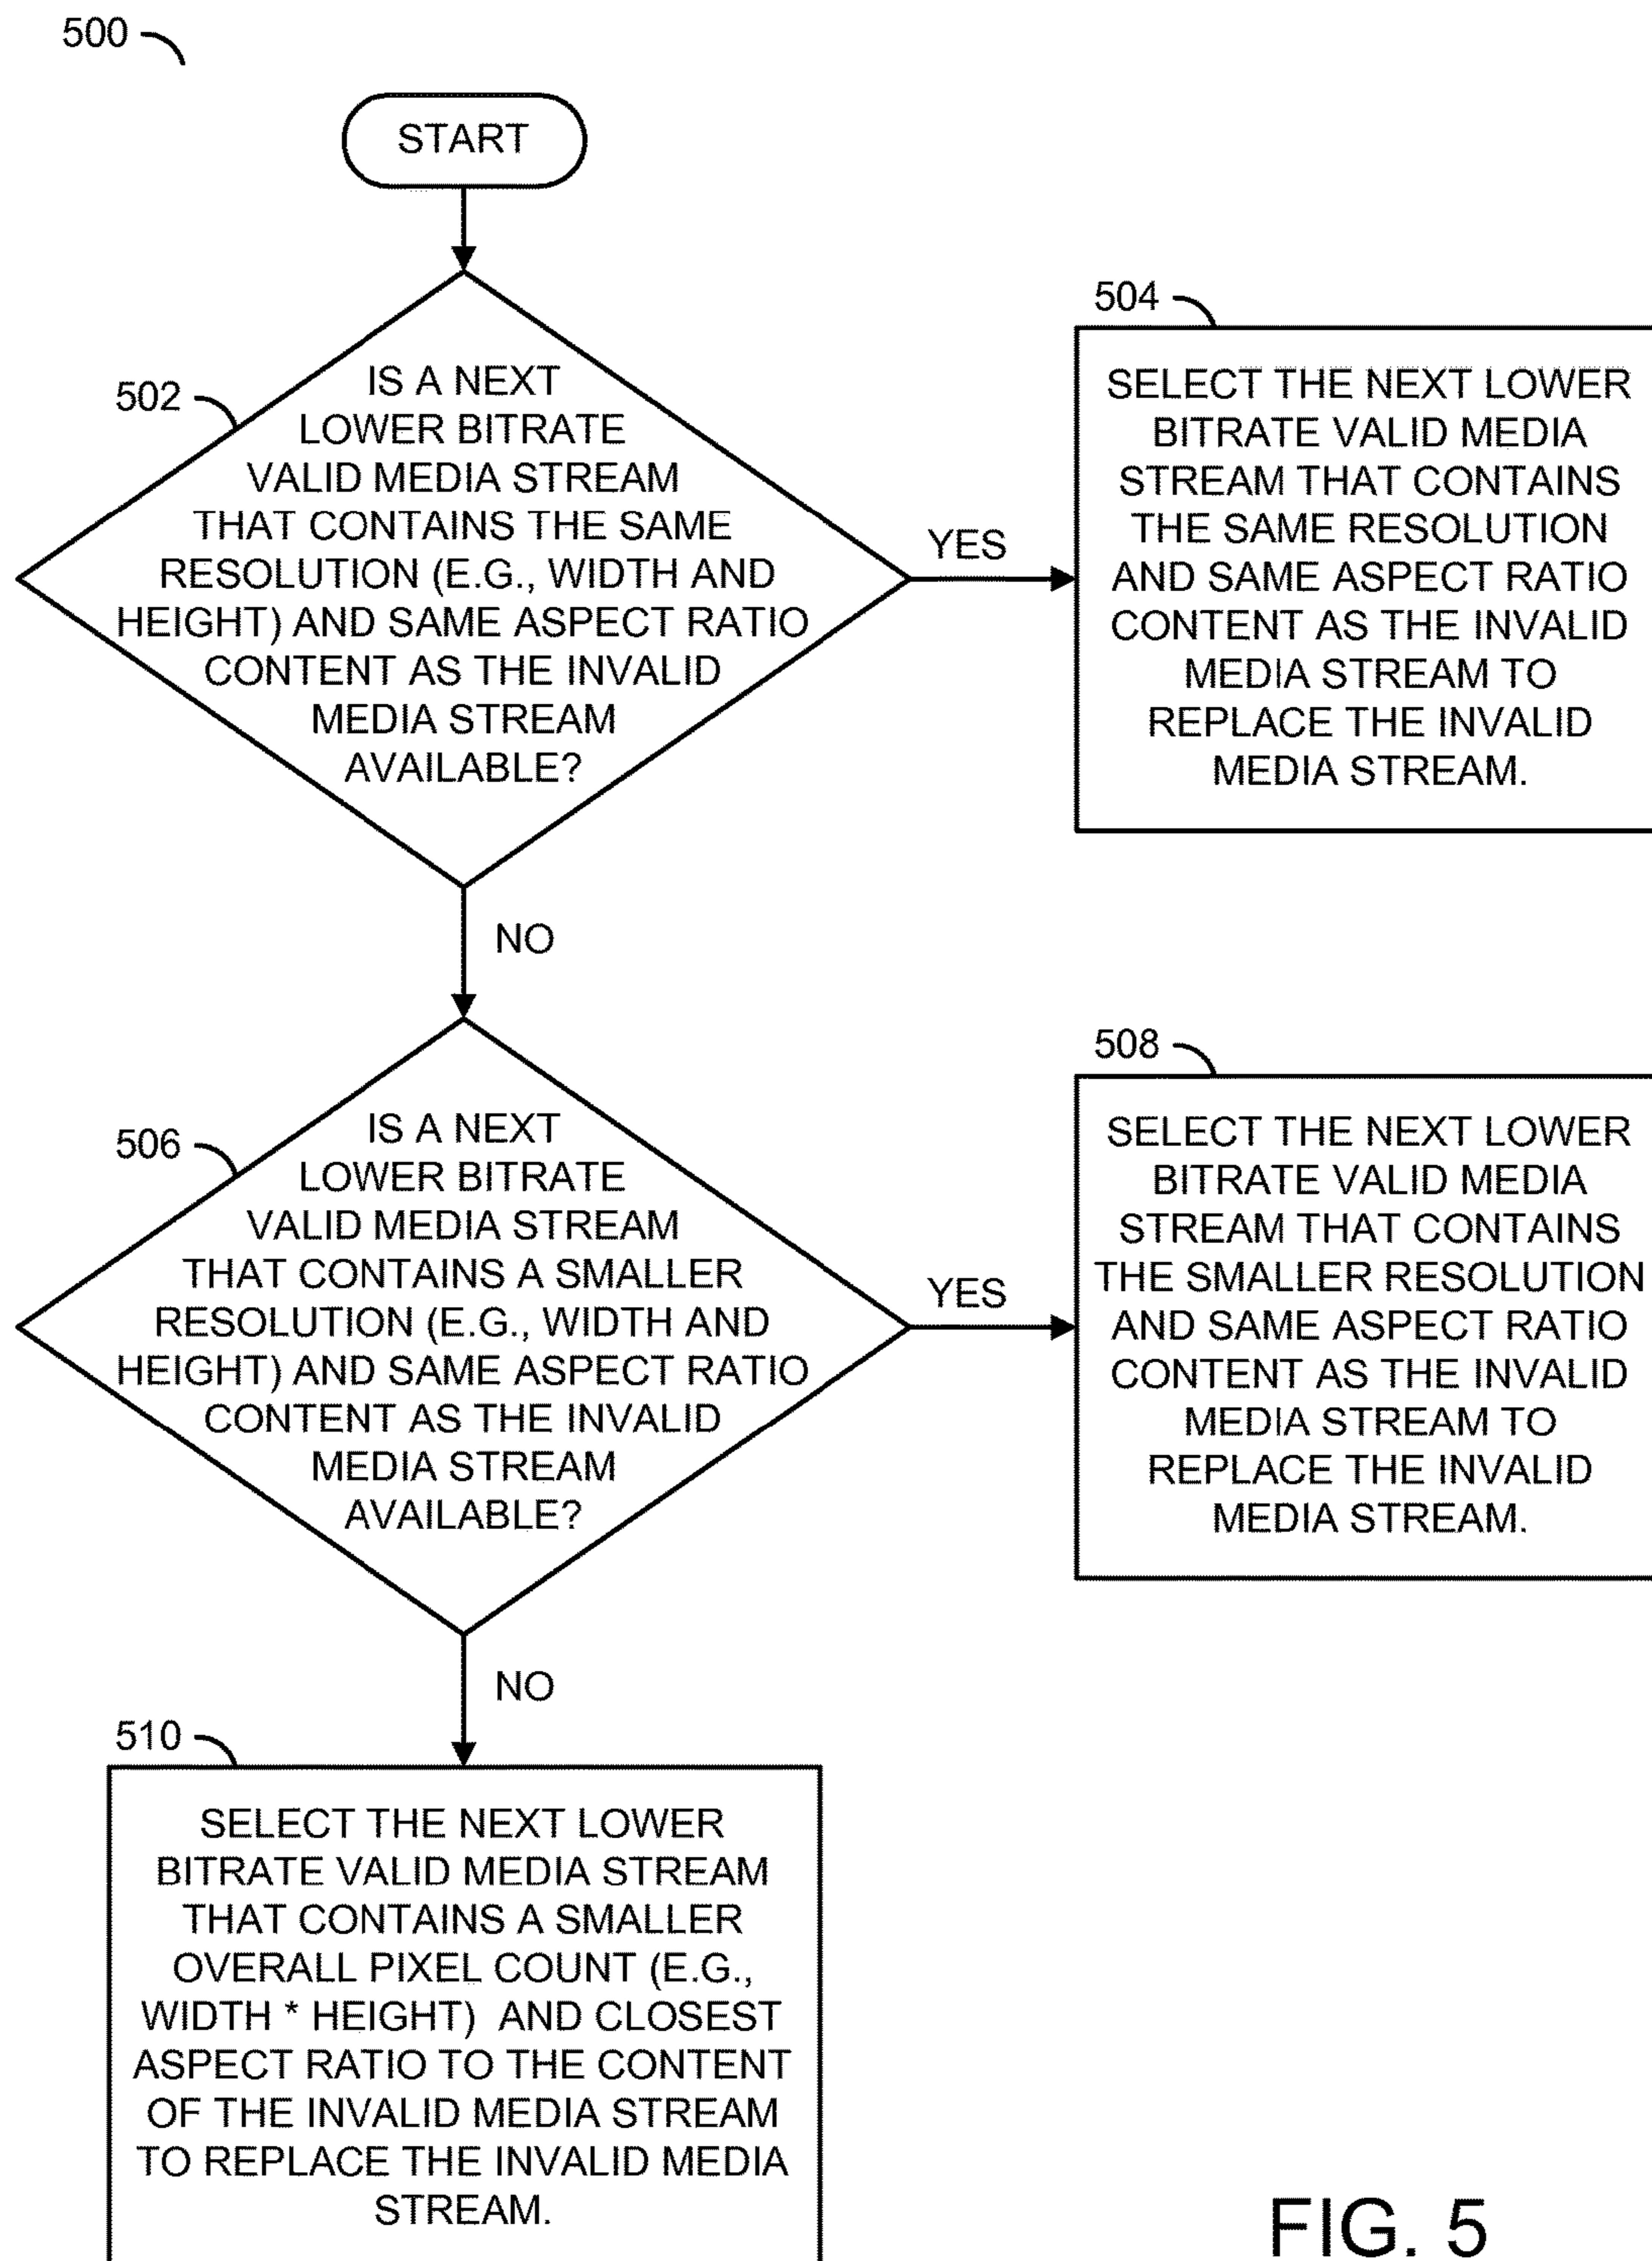 500
START
502
IS A NEXT
LOWER BITRATE
VALID MEDIA STREAM
THAT CONTAINS THE SAME
RESOLUTION (E.G., WIDTH AND
HEIGHT) AND SAME ASPECT RATIO
CONTENT AS THE INVALID
MEDIA STREAM
AVAILABLE?
YES
504
SELECT THE NEXT LOWER
BITRATE VALID MEDIA
STREAM THAT CONTAINS
THE SAME RESOLUTION
AND SAME ASPECT RATIO
CONTENT AS THE INVALID
MEDIA STREAM TO
REPLACE THE INVALID
MEDIA STREAM.
NO
506
IS A NEXT
LOWER BITRATE
VALID MEDIA STREAM
THAT CONTAINS A SMALLER
RESOLUTION (E.G., WIDTH AND
HEIGHT) AND SAME ASPECT RATIO
CONTENT AS THE INVALID
MEDIA STREAM
AVAILABLE?
YES
508
SELECT THE NEXT LOWER
BITRATE VALID MEDIA
STREAM THAT CONTAINS
THE SMALLER RESOLUTION
AND SAME ASPECT RATIO
CONTENT AS THE INVALID
MEDIA STREAM TO
REPLACE THE INVALID
MEDIA STREAM.
NO
510
SELECT THE NEXT LOWER
BITRATE VALID MEDIA STREAM
THAT CONTAINS A SMALLER
OVERALL PIXEL COUNT (E.G.,
WIDTH * HEIGHT) AND CLOSEST
ASPECT RATIO TO THE CONTENT
OF THE INVALID MEDIA STREAM
TO REPLACE THE INVALID MEDIA
STREAM.
FIG. 5